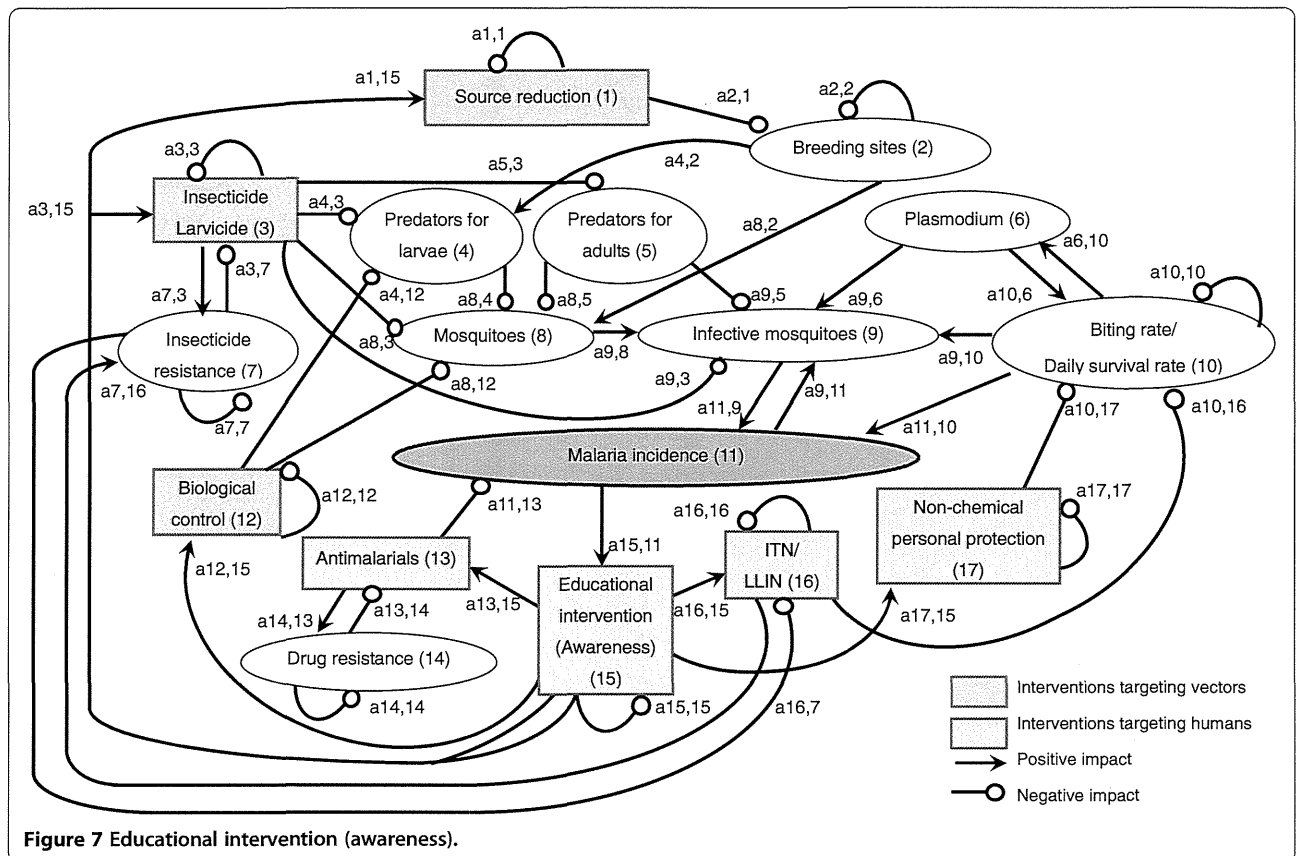 a1,1
a1,15
Source reduction (1)
a2,1
a2,2
Breeding sites (2)
a3,3
a5,3
a4,2
a3,15
Insecticide
Larvicide (3)
a4,3
Predators for
larvae (4)
Predators for
adults (5)
a8,2
Plasmodium (6)
a6,10
a3,7
a7,3
a4,12
a8,4
a8,5
a9,5
a9,6
a10,6
a10,10
Insecticide
resistance (7)
a8,3
Mosquitoes (8)
a9,8
Infective mosquitoes (9)
a9,10
Biting rate/
Daily survival rate (10)
a7,16
a7,7
a8,12
a9,3
a11,9
a9,11
a11,10
a10,17
a10,16
Malaria incidence (11)
Biological
control (12)
a12,12
a11,13
a16,16
a17,17
Non-chemical
personal protection
(17)
a12,15
Antimalarials (13)
a15,11
ITN/
LLIN (16)
a14,13
a13,14
a13,15
Educational
intervention
(Awareness)
(15)
a16,15
a17,15
Drug resistance (14)
a14,14
a15,15
a16,7
Interventions targeting vectors
Interventions targeting humans
Positive impact
Negative impact
Figure 7 Educational intervention (awareness).